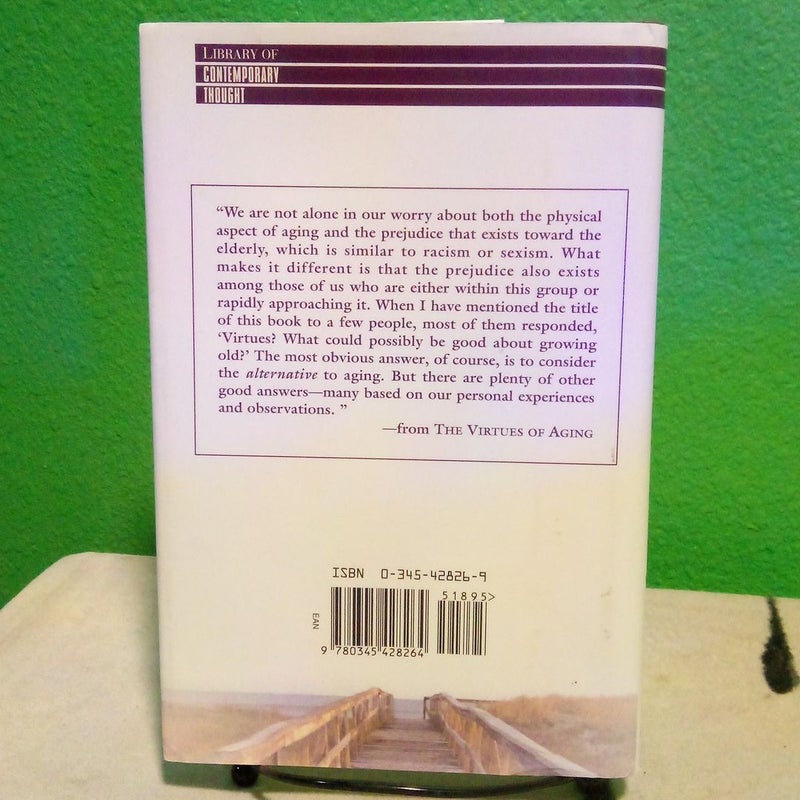 LIBRARY OF
CONTEMPORARY
THOUGHT
“We are not alone in our worry about both the physical
aspect of aging and the prejudice that exists toward the
elderly, which is similar to racism or sexism. What
makes it different is that the prejudice also exists
among those of us who are either within this group or
rapidly approaching it. When I have mentioned the title
of this book to a few people, most of them responded,
‘Virtues? What could possibly be good about growing
old?’ The most obvious answer, of course, is to consider
the alternative to aging. But there are plenty of other
good answers—many based on our personal experiences
and observations. ”
—from THE VIRTUES OF AGING
ISBN 0-345-42826-9
51895>
EAN
9 780345 428264